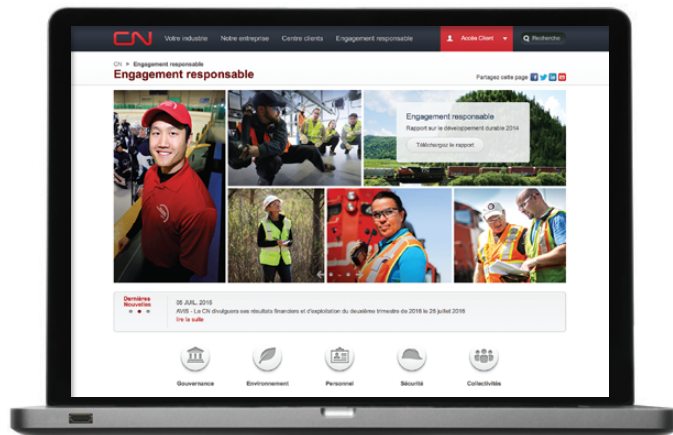 CN
Votre industrie Notre entreprise Centre clients Engagement responsable Accès Client Recherche
CN > Engagement responsable
Engagement responsable
Partagez cette page
Engagement responsable
Rapport sur le développement durable 2014
Téléchargez le rapport
Dernières
Nouvelles
05 JUIL. 2016
AVIS - Le CN divulguera ses résultats financiers et d'exploitation du deuxième trimestre de 2016 le 25 juillet 2016
lire la suite
Gouvernance Environnement Personnel Sécurité Collectivités